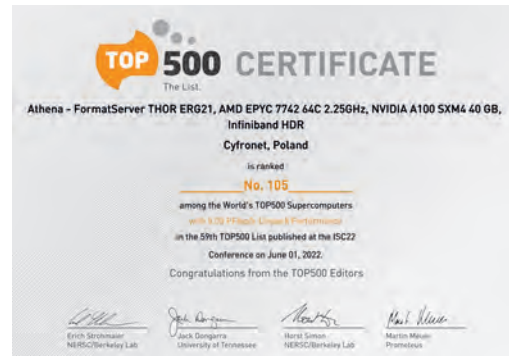 TOP 500 CERTIFICATE
The List.
Athena - FormatServer THOR ERG21, AMD EPYC 7742 64C 2.25GHz, NVIDIA A100 SXM4 40 GB,
Infiniband HDR
Cyfronet, Poland
is ranked
No. 105
among the World's TOP500 Supercomputers
with PFlop/s Linpack Performance
in the 59th TOP500 List published at the ISC22
Conference on June 01, 2022.
Congratulations from the TOP500 Editors
Erich Strohmaier
NERSC/Berkeley Lab
Jack Dongarra
University of Tennessee
Horst Simon
NERSC/Berkeley Lab
Martin Meuer
Prometeus